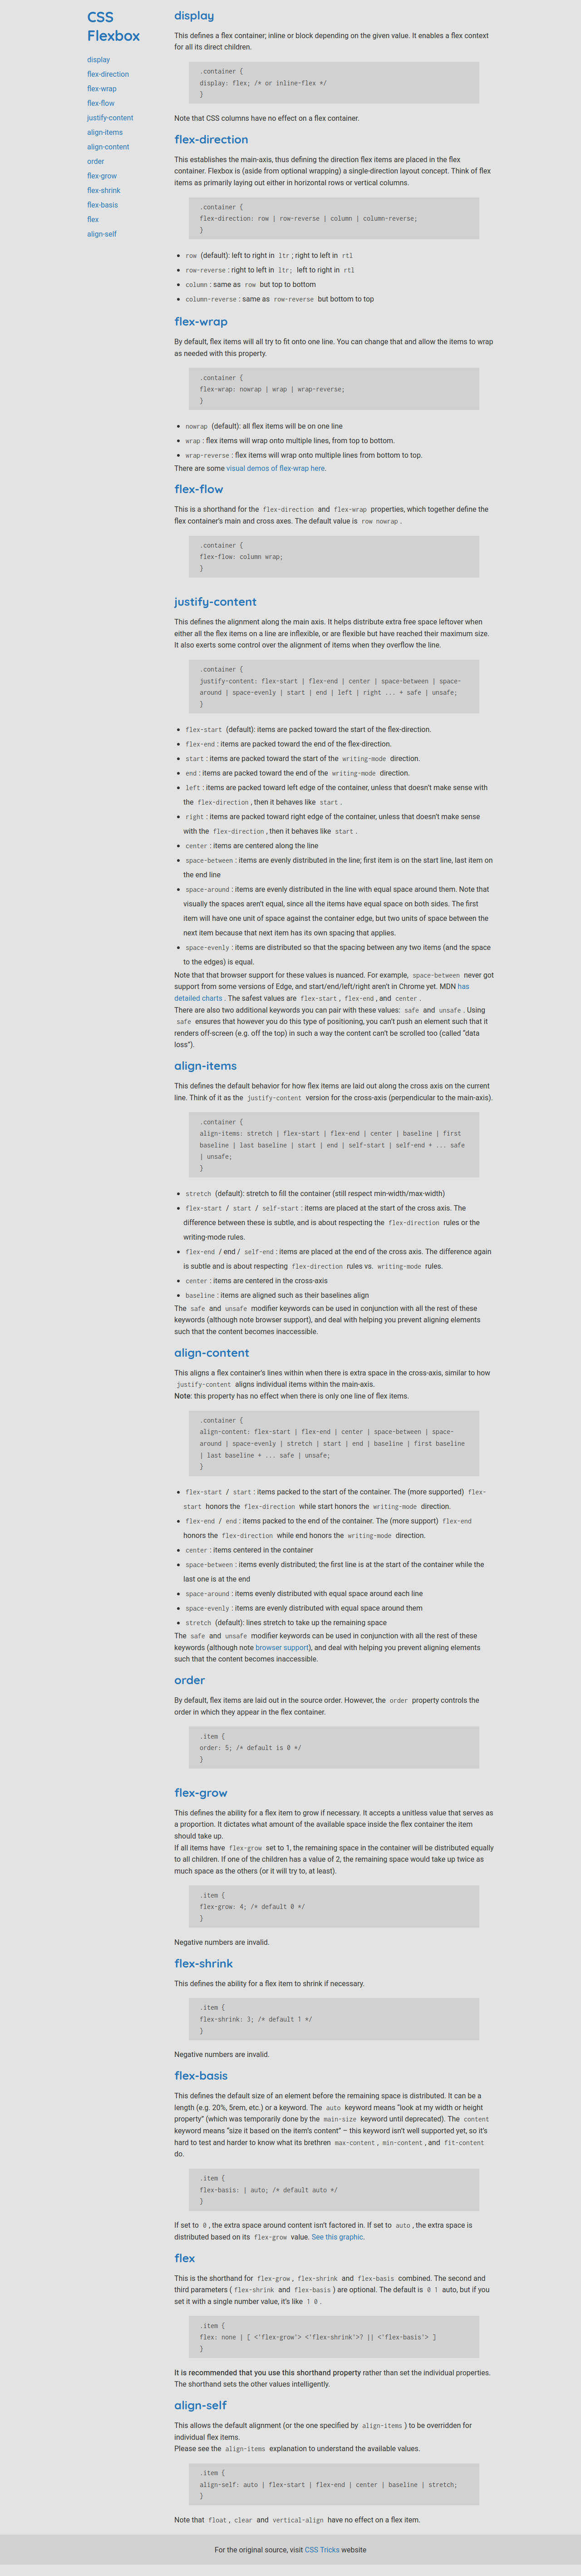 CSS
Flexbox
display
flex-direction
flex-wrap
flex-flow
justify-content
align-items
align-content
order
flex-grow
flex-shrink
flex-basis
flex
align-self
display
This defines a flex container; inline or block depending on the given value. It enables a flex context
for all its direct children.
.container {
display: flex; /* or inline-flex */
}
Note that CSS columns have no effect on a flex container.
flex-direction
This establishes the main-axis, thus defining the direction flex items are placed in the flex
container. Flexbox is (aside from optional wrapping) a single-direction layout concept. Think of flex
items as primarily laying out either in horizontal rows or vertical columns.
.container {
flex-direction: row | row-reverse | column | column-reverse;
}
row (default): left to right in ltr ; right to left in rtl
row-reverse : right to left in ltr; left to right in rtl
column : same as row but top to bottom
column-reverse : same as row-reverse but bottom to top
flex-wrap
By default, flex items will all try to fit onto one line. You can change that and allow the items to wrap
as needed with this property.
.container {
flex-wrap: nowrap | wrap | wrap-reverse;
}
nowrap (default): all flex items will be on one line
wrap : flex items will wrap onto multiple lines, from top to bottom.
wrap-reverse : flex items will wrap onto multiple lines from bottom to top.
There are some visual demos of flex-wrap here.
flex-flow
This is a shorthand for the flex-direction and flex-wrap properties, which together define the
flex container's main and cross axes. The default value is row nowrap .
.container {
flex-flow: column wrap;
}
justify-content
This defines the alignment along the main axis. It helps distribute extra free space leftover when
either all the flex items on a line are inflexible, or are flexible but have reached their maximum size.
It also exerts some control over the alignment of items when they overflow the line.
.container {
justify-content: flex-start | flex-end | center | space-between | space-
around | space-evenly | start | end | left | right ... + safe | unsafe;
}
flex-start (default): items are packed toward the start of the flex-direction.
flex-end : items are packed toward the end of the flex-direction.
start : items are packed toward the start of the writing-mode direction.
end : items are packed toward the end of the writing-mode direction.
left : items are packed toward left edge of the container, unless that doesn't make sense with
the flex-direction , then it behaves like start .
right : items are packed toward right edge of the container, unless that doesn't make sense
with the flex-direction , then it behaves like start .
center : items are centered along the line
space-between : items are evenly distributed in the line; first item is on the start line, last item on
the end line
space-around : items are evenly distributed in the line with equal space around them. Note that
visually the spaces aren't equal, since all the items have equal space on both sides. The first
item will have one unit of space against the container edge, but two units of space between the
next item because that next item has its own spacing that applies.
space-evenly : items are distributed so that the spacing between any two items (and the space
to the edges) is equal.
Note that that browser support for these values is nuanced. For example, space-between never got
support from some versions of Edge, and start/end/left/right aren't in Chrome yet. MDN has
detailed charts . The safest values are flex-start , flex-end , and center .
There are also two additional keywords you can pair with these values: safe and unsafe . Using
safe ensures that however you do this type of positioning, you can't push an element such that it
renders off-screen (e.g. off the top) in such a way the content can't be scrolled too (called "data
loss").
align-items
This defines the default behavior for how flex items are laid out along the cross axis on the current
line. Think of it as the justify-content version for the cross-axis (perpendicular to the main-axis).
.container {
align-items: stretch | flex-start | flex-end | center | baseline | first
baseline | last baseline | start | end | self-start | self-end + ... safe
| unsafe;
}
stretch (default): stretch to fill the container (still respect min-width/max-width)
flex-start / start / self-start : items are placed at the start of the cross axis. The
difference between these is subtle, and is about respecting the flex-direction rules or the
writing-mode rules.
flex-end / end / self-end : items are placed at the end of the cross axis. The difference again
is subtle and is about respecting flex-direction rules vs. writing-mode rules.
center : items are centered in the cross-axis
baseline : items are aligned such as their baselines align
The safe and unsafe modifier keywords can be used in conjunction with all the rest of these
keywords (although note browser support), and deal with helping you prevent aligning elements
such that the content becomes inaccessible.
align-content
This aligns a flex container's lines within when there is extra space in the cross-axis, similar to how
justify-content aligns individual items within the main-axis.
Note: this property has no effect when there is only one line of flex items.
.container {
align-content: flex-start | flex-end | center | space-between | space-
around | space-evenly | stretch | start | end | baseline | first baseline
| last baseline + ... safe | unsafe;
}
flex-start / start : items packed to the start of the container. The (more supported) flex-
start honors the flex-direction while start honors the writing-mode direction.
flex-end / end : items packed to the end of the container. The (more support) flex-end
honors the flex-direction while end honors the writing-mode direction.
center : items centered in the container
space-between : items evenly distributed; the first line is at the start of the container while the
last one is at the end
space-around : items evenly distributed with equal space around each line
space-evenly : items are evenly distributed with equal space around them
stretch (default): lines stretch to take up the remaining space
The safe and unsafe modifier keywords can be used in conjunction with all the rest of these
keywords (although note browser support), and deal with helping you prevent aligning elements
such that the content becomes inaccessible.
order
By default, flex items are laid out in the source order. However, the order property controls the
order in which they appear in the flex container.
.item {
order: 5; /* default is 0 */
}
flex-grow
This defines the ability for a flex item to grow if necessary. It accepts a unitless value that serves as
a proportion. It dictates what amount of the available space inside the flex container the item
should take up.
If all items have flex-grow set to 1, the remaining space in the container will be distributed equally
to all children. If one of the children has a value of 2, the remaining space would take up twice as
much space as the others (or it will try to, at least).
.item {
flex-grow: 4; /* default 0 */
}
Negative numbers are invalid.
flex-shrink
This defines the ability for a flex item to shrink if necessary.
.item {
flex-shrink: 3; /* default 1 */
}
Negative numbers are invalid.
flex-basis
This defines the default size of an element before the remaining space is distributed. It can be a
length (e.g. 20%, 5rem, etc.) or a keyword. The auto keyword means "look at my width or height
property" (which was temporarily done by the main-size keyword until deprecated). The content
keyword means "size it based on the item's content" – this keyword isn't well supported yet, so it's
hard to test and harder to know what its brethren max-content , min-content , and fit-content
do.
.item {
flex-basis: | auto; /* default auto */
}
If set to 0 , the extra space around content isn't factored in. If set to auto , the extra space is
distributed based on its flex-grow value. See this graphic.
flex
This is the shorthand for flex-grow , flex-shrink and flex-basis combined. The second and
third parameters ( flex-shrink and flex-basis ) are optional. The default is 0 1 auto, but if you
set it with a single number value, it's like 1 0 .
.item {
flex: none | [ <'flex-grow'> <'flex-shrink'>? || <'flex-basis'> ]
}
It is recommended that you use this shorthand property rather than set the individual properties.
The shorthand sets the other values intelligently.
align-self
This allows the default alignment (or the one specified by align-items ) to be overridden for
individual flex items.
Please see the align-items explanation to understand the available values.
.item {
align-self: auto | flex-start | flex-end | center | baseline | stretch;
}
Note that float , clear and vertical-align have no effect on a flex item.
For the original source, visit CSS Tricks website